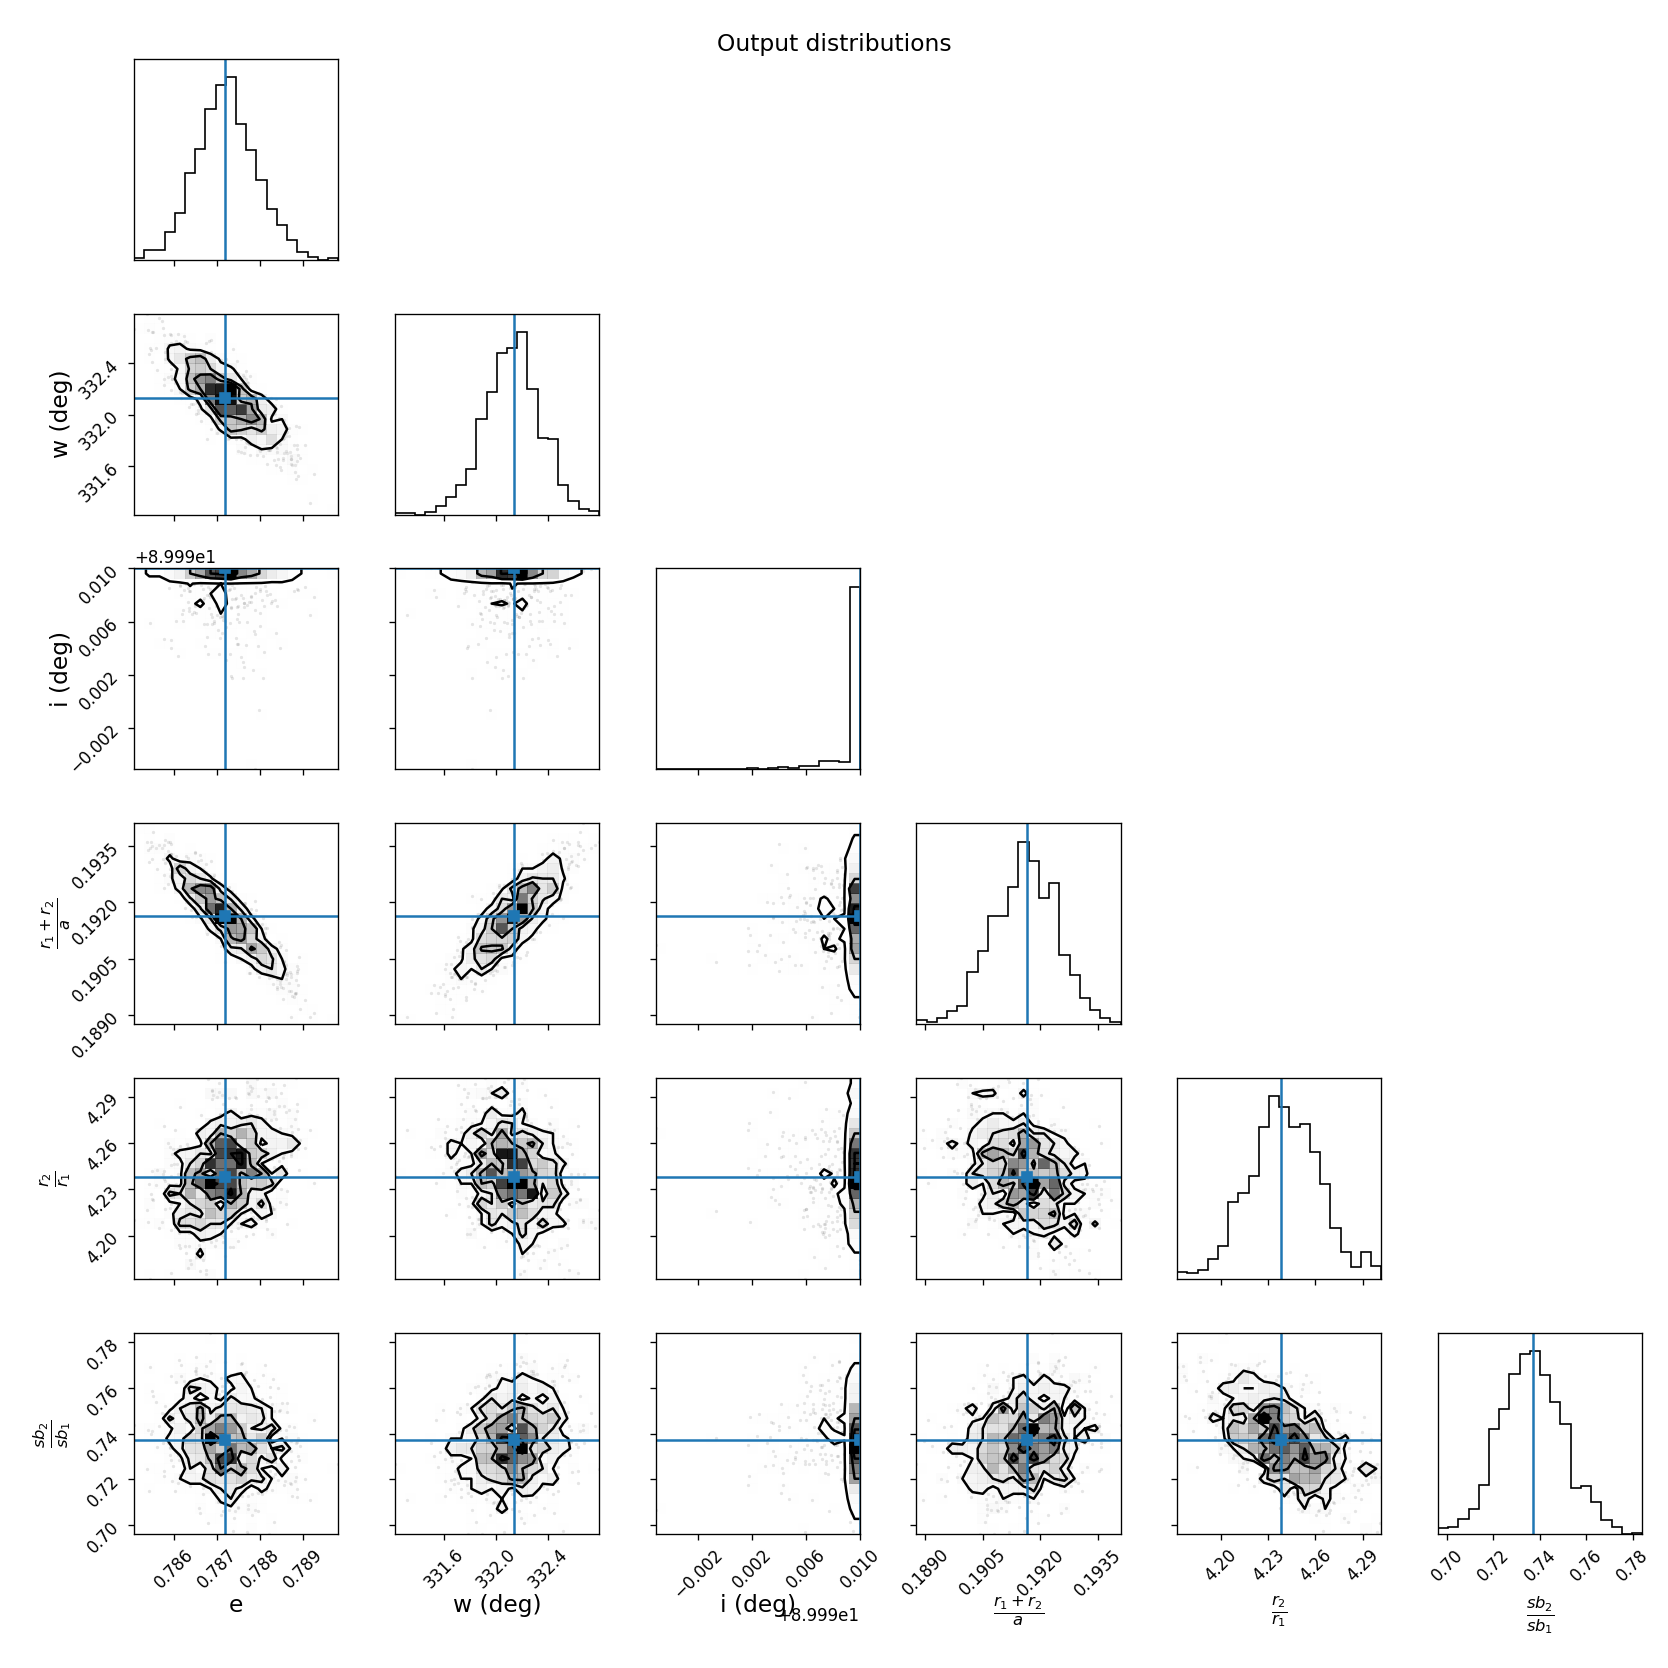 Output distributions
w (deg)
332.4
332.0
331.6
+8.999e1
i (deg)
0.010
0.006
0.002
−0.002
r₁ + r₂
a
0.1935
0.1920
0.1905
0.1890
r₂
r₁
4.29
4.26
4.23
4.20
sb₂
sb₁
0.78
0.76
0.74
0.72
0.70
0.786 0.787 0.788 0.789
331.6 332.0 332.4
−0.002 0.002 0.006 0.010
0.1890 0.1905 0.1920 0.1935
4.20 4.23 4.26 4.29
0.70 0.72 0.74 0.76 0.78
e
w (deg)
i (deg)
+8.999e1
r₁ + r₂
a
r₂
r₁
sb₂
sb₁